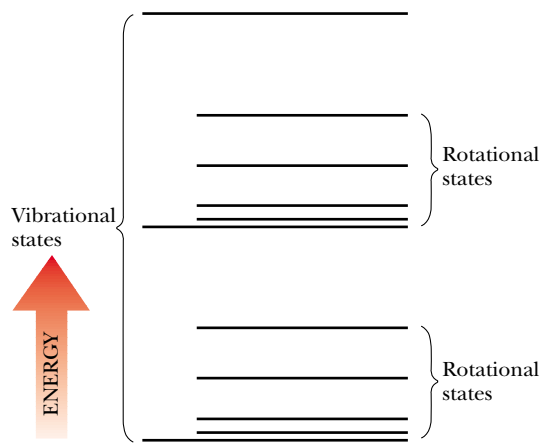 Rotational
states
Vibrational
states
ENERGY
Rotational
states